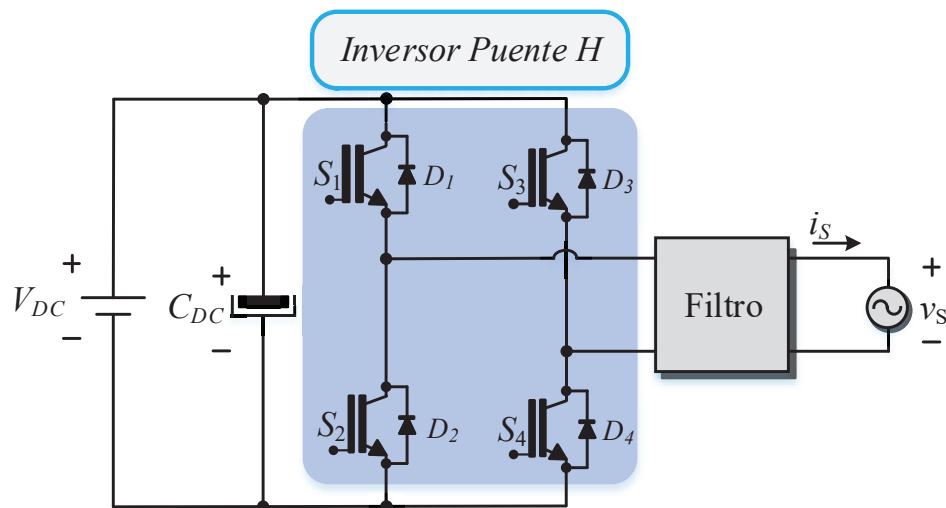 Inversor Puente H
S1
D1
S3
D3
iS
+
+
+
VDC
CDC
Filtro
vS
−
−
−
S2
D2
S4
D4